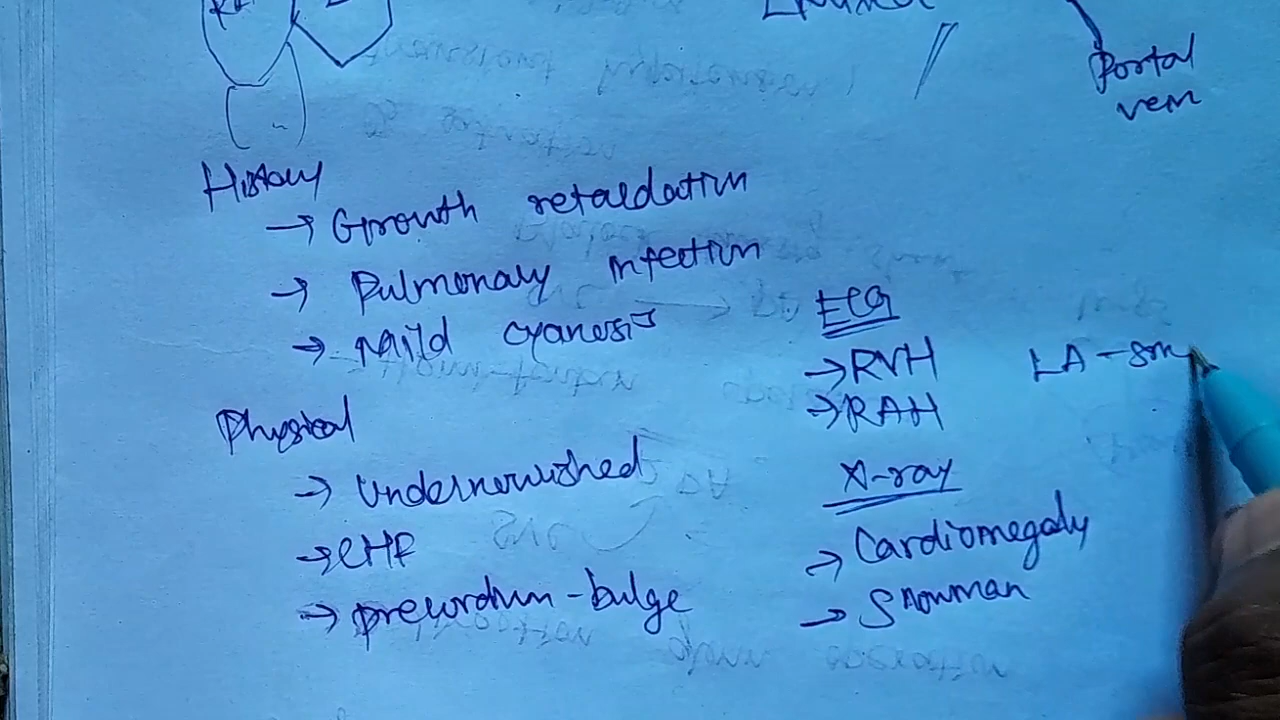 Portal
vein
History
→ Growth retaldation
→ Pulmonary infection
→ Mild cyanosis
Physical
→ Undernourished
→ CHF
→ precordium - bulge
ECG
→ RVH
→ RAH
LA - sm
X-ray
→ Cardiomegaly
→ Snowman